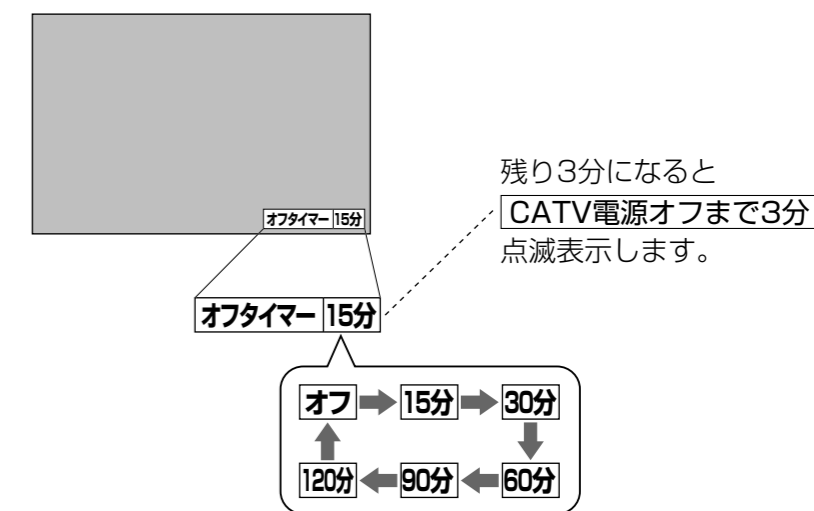 オフタイマー 15分
残り3分になると
CATV電源オフまで3分
点滅表示します。
オフタイマー 15分
オフ 15分 30分
120分 90分 60分